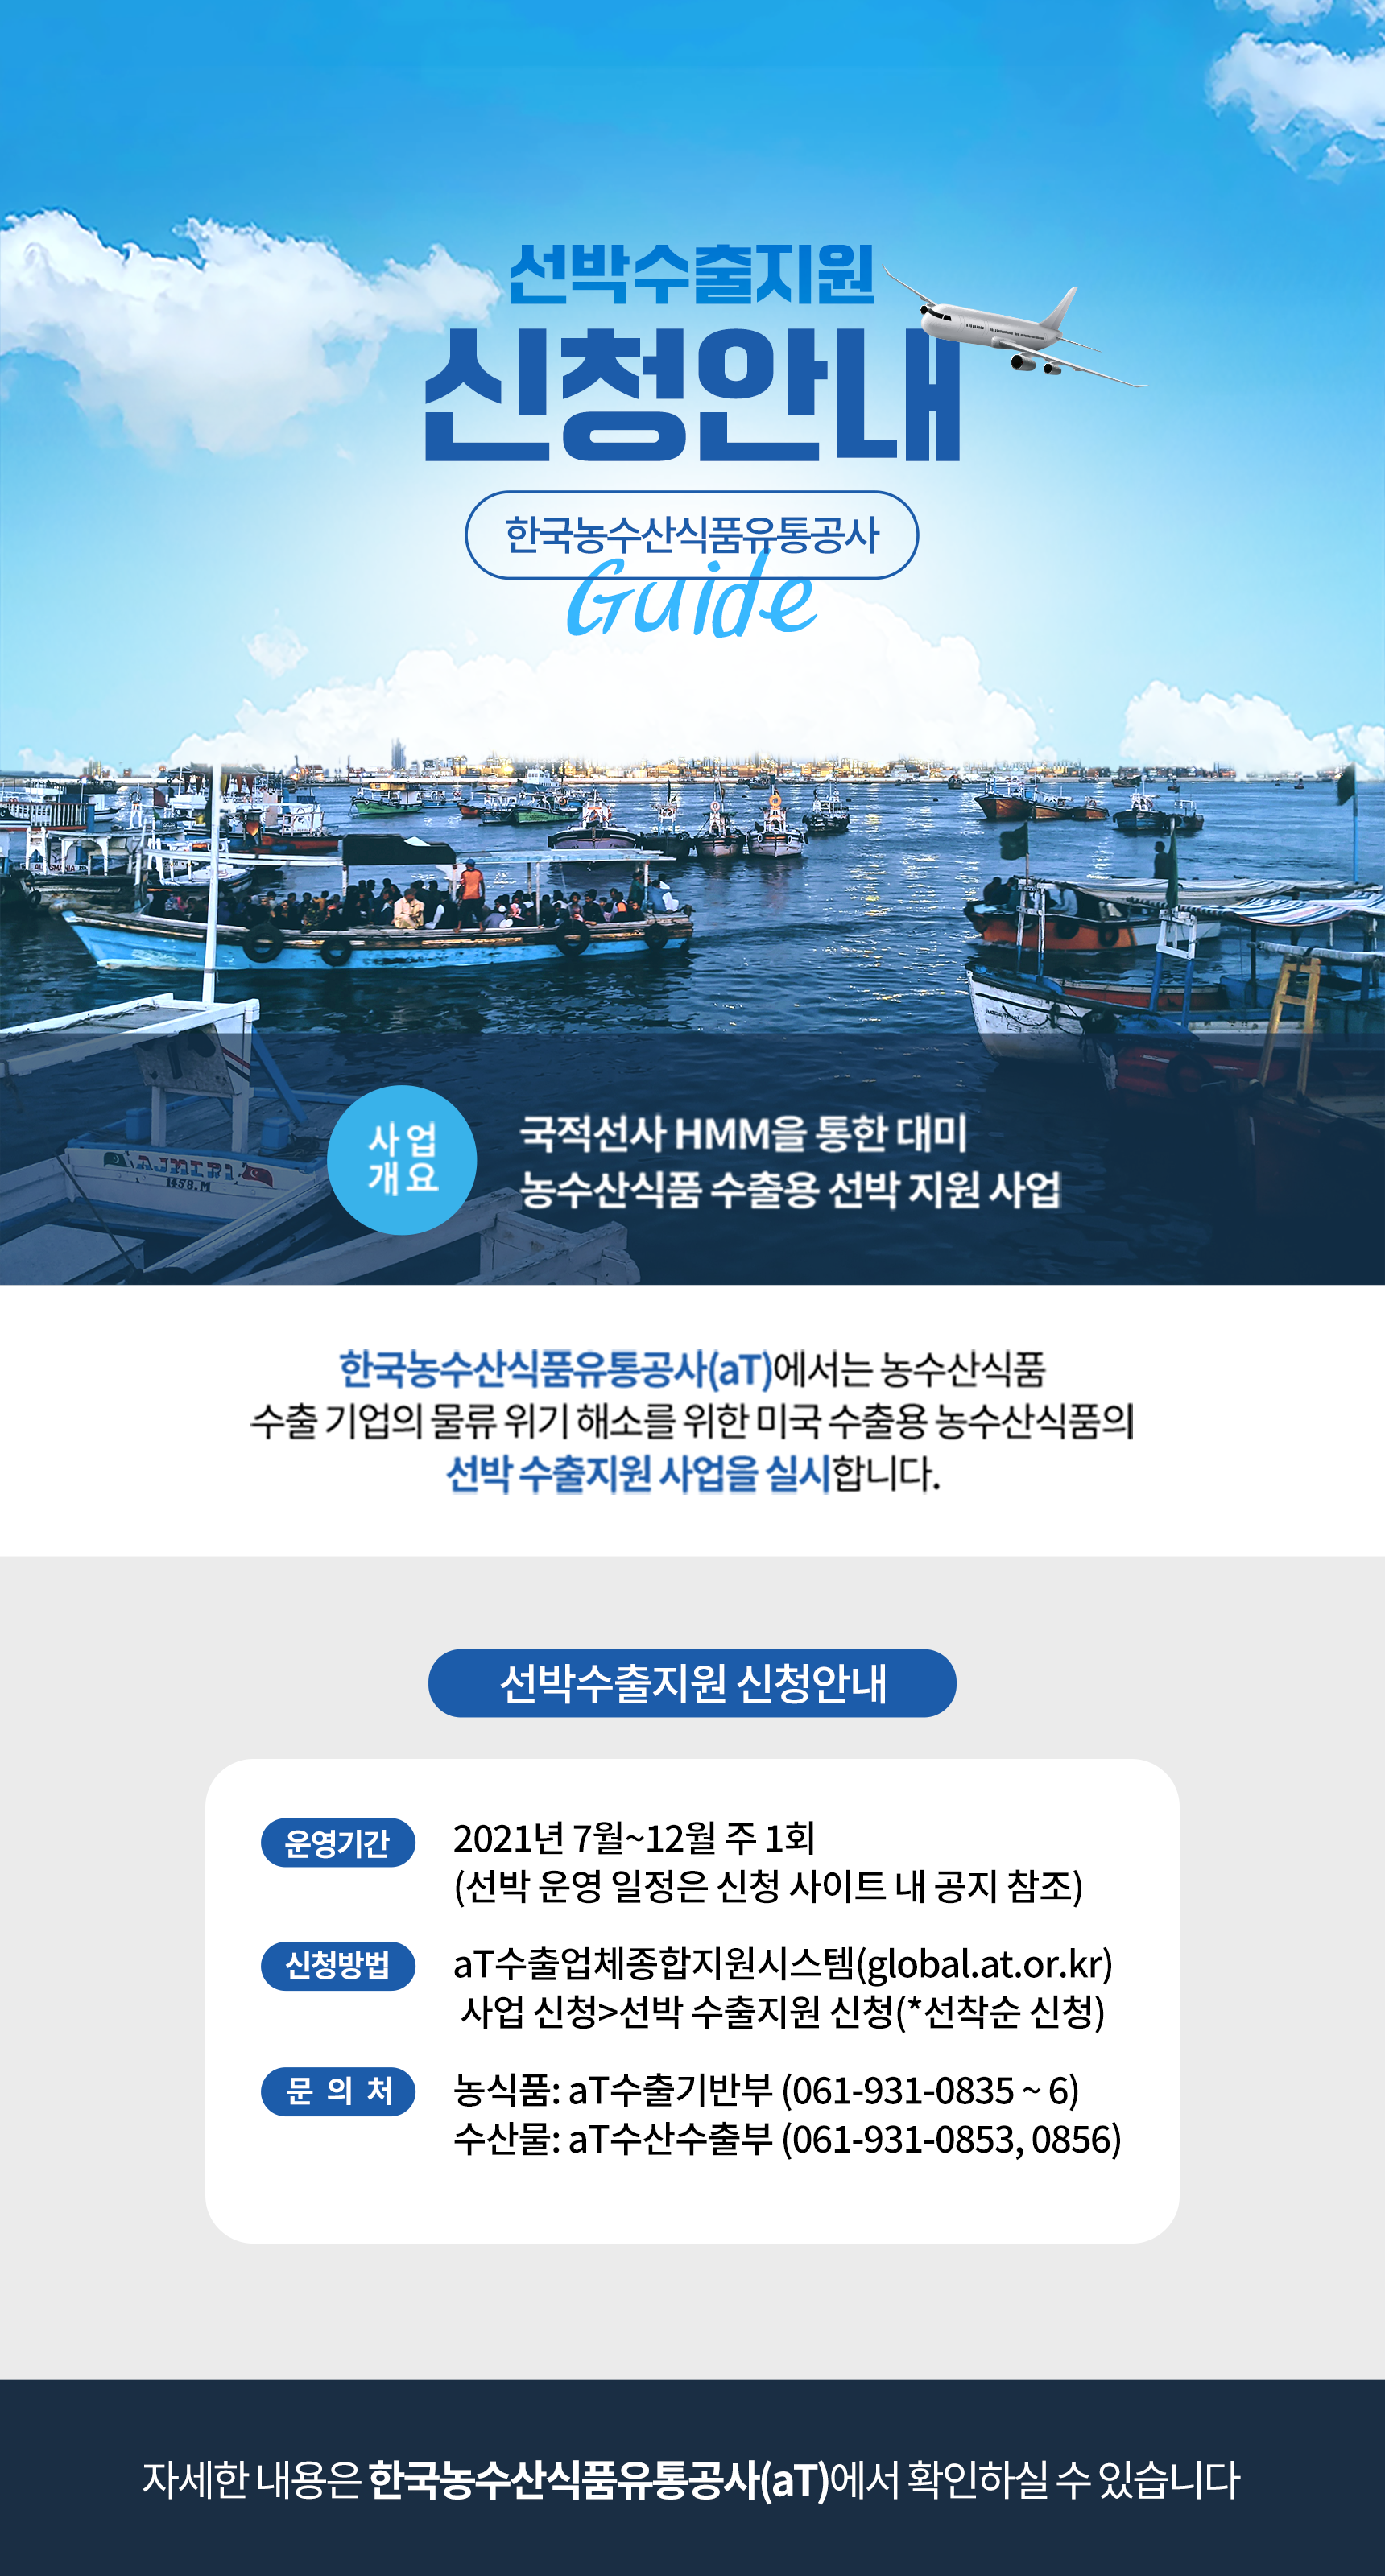 선박수출지원
신청안내
한국농수산식품유통공사
Guide
사업
개요
국적선사 HMM을 통한 대미
농수산식품 수출용 선박 지원 사업
한국농수산식품유통공사(aT)에서는 농수산식품
수출 기업의 물류 위기 해소를 위한 미국 수출용 농수산식품의
선박 수출지원 사업을 실시합니다.
선박수출지원 신청안내
운영기간
2021년 7월~12월 주 1회
(선박 운영 일정은 신청 사이트 내 공지 참조)
신청방법
aT수출업체종합지원시스템(global.at.or.kr)
사업 신청>선박 수출지원 신청(*선착순 신청)
문 의 처
농식품: aT수출기반부 (061-931-0835 ~ 6)
수산물: aT수산수출부 (061-931-0853, 0856)
자세한 내용은 한국농수산식품유통공사(aT)에서 확인하실 수 있습니다